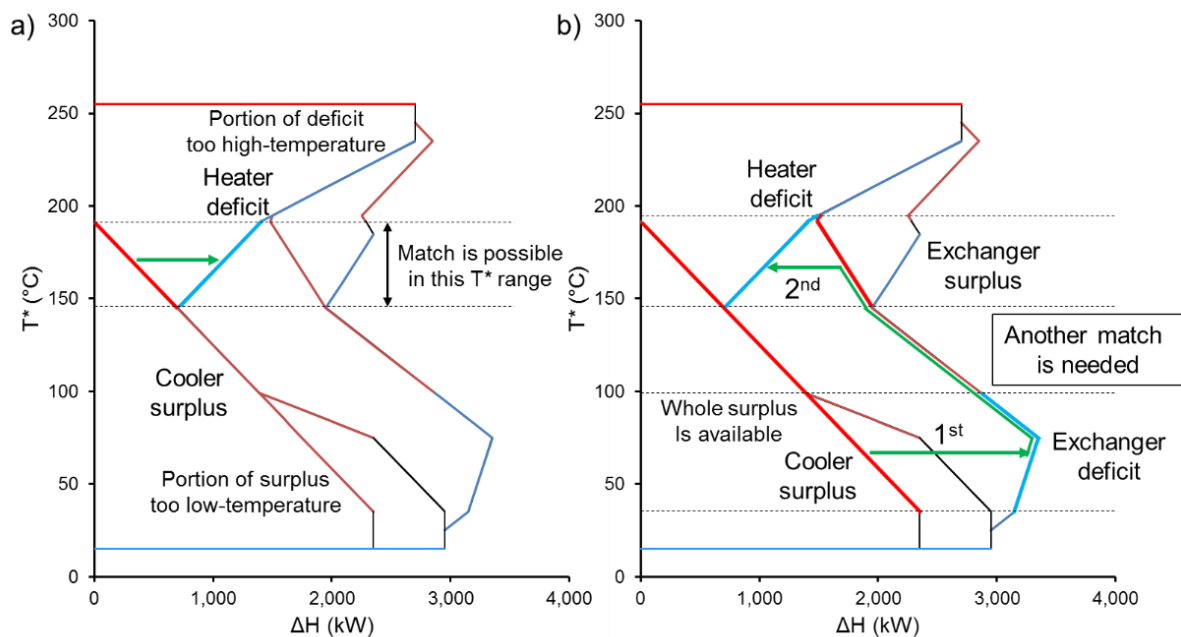 a)
300
250
200
150
100
50
0
T* (°C)
Portion of deficit
too high-temperature
Heater
deficit
Match is possible
in this T* range
Cooler
surplus
Portion of surplus
too low-temperature
0
1,000
2,000
3,000
4,000
ΔH (kW)
b)
300
250
200
150
100
50
0
T* (°C)
Heater
deficit
Exchanger
surplus
2nd
Another match
is needed
Whole surplus
Is available
1st
Cooler
surplus
Exchanger
deficit
0
1,000
2,000
3,000
4,000
ΔH (kW)